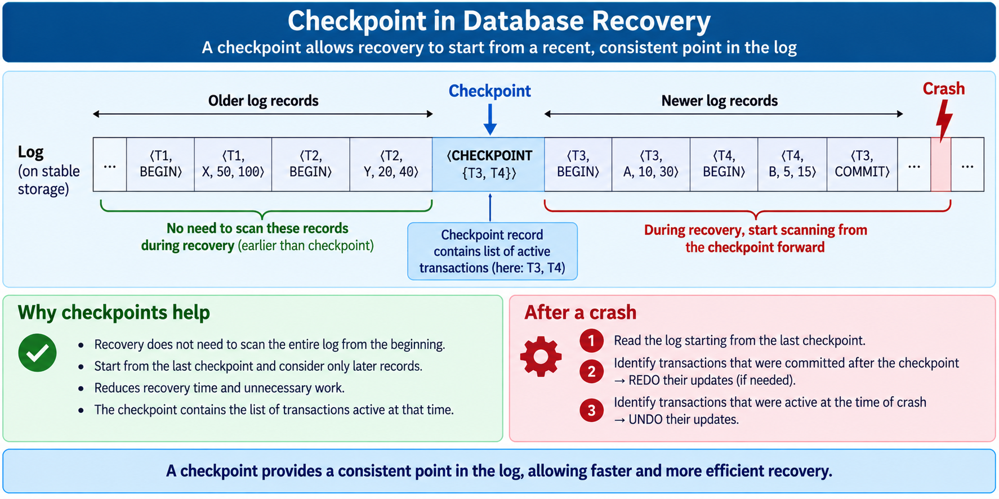 Checkpoint in Database Recovery
A checkpoint allows recovery to start from a recent, consistent point in the log
Older log records
Checkpoint
Newer log records
Crash
Log
(on stable
storage)
...
⟨T1,
BEGIN⟩
⟨T1,
X, 50, 100⟩
⟨T2,
BEGIN⟩
⟨T2,
Y, 20, 40⟩
⟨CHECKPOINT
{T3, T4}⟩
⟨T3,
BEGIN⟩
⟨T3,
A, 10, 30⟩
⟨T4,
BEGIN⟩
⟨T4,
B, 5, 15⟩
⟨T3,
COMMIT⟩
...
...
No need to scan these records
during recovery (earlier than checkpoint)
Checkpoint record
contains list of active
transactions (here: T3, T4)
During recovery, start scanning from
the checkpoint forward
Why checkpoints help
• Recovery does not need to scan the entire log from the beginning.
• Start from the last checkpoint and consider only later records.
• Reduces recovery time and unnecessary work.
• The checkpoint contains the list of transactions active at that time.
After a crash
1 Read the log starting from the last checkpoint.
2 Identify transactions that were committed after the checkpoint
→ REDO their updates (if needed).
3 Identify transactions that were active at the time of crash
→ UNDO their updates.
A checkpoint provides a consistent point in the log, allowing faster and more efficient recovery.